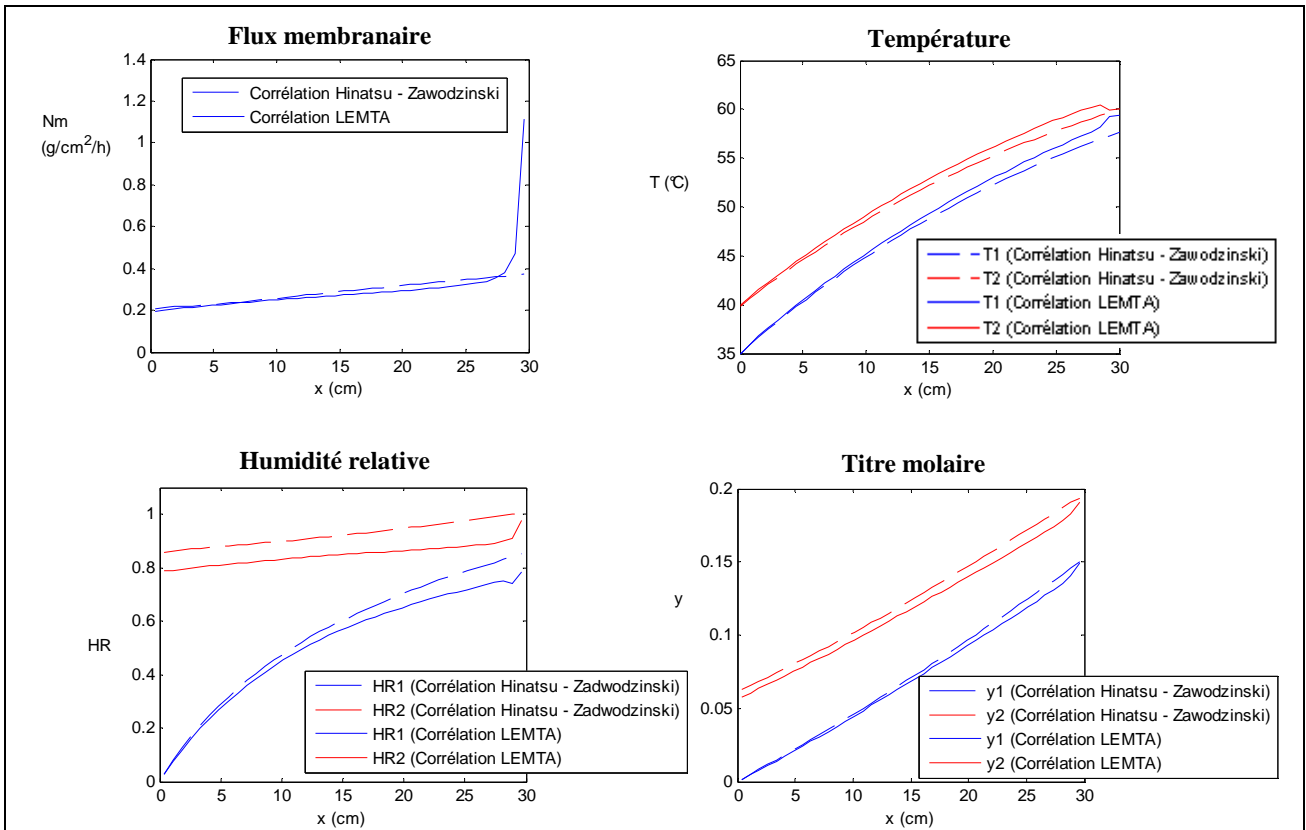 Flux membranaire
1.4
1.2
1
0.8
0.6
0.4
0.2
0
Nm
(g/cm2/h)
Corrélation Hinatsu - Zawodzinski
Corrélation LEMTA
0 5 10 15 20 25 30
x (cm)
Température
65
60
55
50
45
40
35
T (°C)
T1 (Corrélation Hinatsu - Zawodzinski)
T2 (Corrélation Hinatsu - Zawodzinski)
T1 (Corrélation LEMTA)
T2 (Corrélation LEMTA)
0 5 10 15 20 25 30
x (cm)
Humidité relative
1
0.8
0.6
0.4
0.2
0
HR
HR1 (Corrélation Hinatsu - Zadwodzinski)
HR2 (Corrélation Hinatsu - Zadwodzinski)
HR1 (Corrélation LEMTA)
HR2 (Corrélation LEMTA)
0 5 10 15 20 25 30
x (cm)
Titre molaire
0.2
0.15
0.1
0.05
0
y
y1 (Corrélation Hinatsu - Zawodzinski)
y2 (Corrélation Hinatsu - Zawodzinski)
y1 (Corrélation LEMTA)
y2 (Corrélation LEMTA)
0 5 10 15 20 25 30
x (cm)